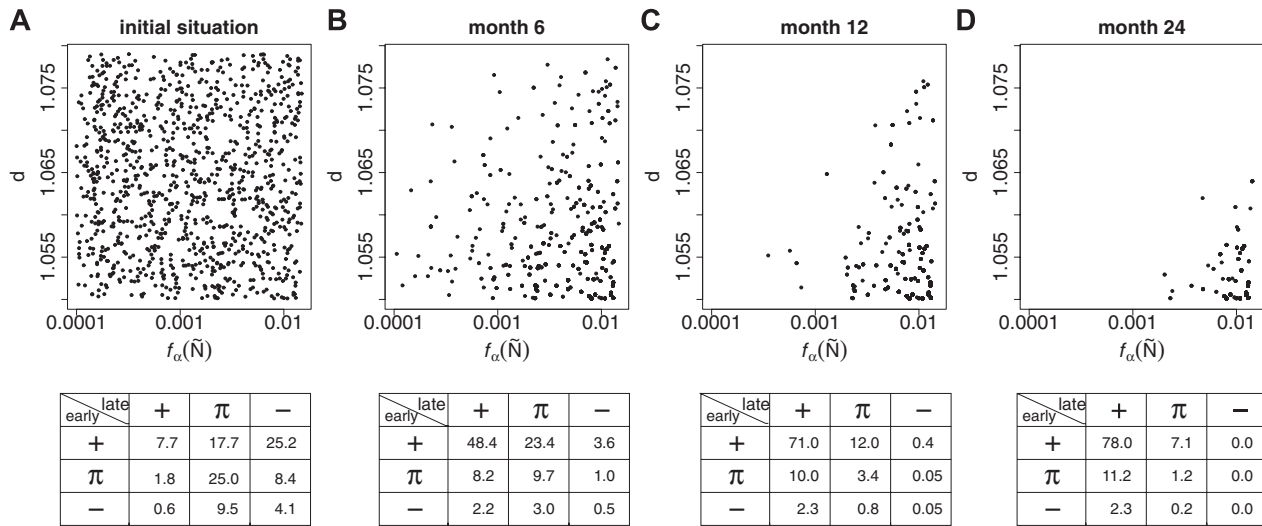 A initial situation
B month 6
C month 12
D month 24
d
1.055 1.065 1.075
0.0001 0.001 0.01
fα(Ñ)
d
1.055 1.065 1.075
0.0001 0.001 0.01
fα(Ñ)
d
1.055 1.065 1.075
0.0001 0.001 0.01
fα(Ñ)
d
1.055 1.065 1.075
0.0001 0.001 0.01
fα(Ñ)
early late + π −
+ 7.7 17.7 25.2
π 1.8 25.0 8.4
− 0.6 9.5 4.1
early late + π −
+ 48.4 23.4 3.6
π 8.2 9.7 1.0
− 2.2 3.0 0.5
early late + π −
+ 71.0 12.0 0.4
π 10.0 3.4 0.05
− 2.3 0.8 0.05
early late + π −
+ 78.0 7.1 0.0
π 11.2 1.2 0.0
− 2.3 0.2 0.0